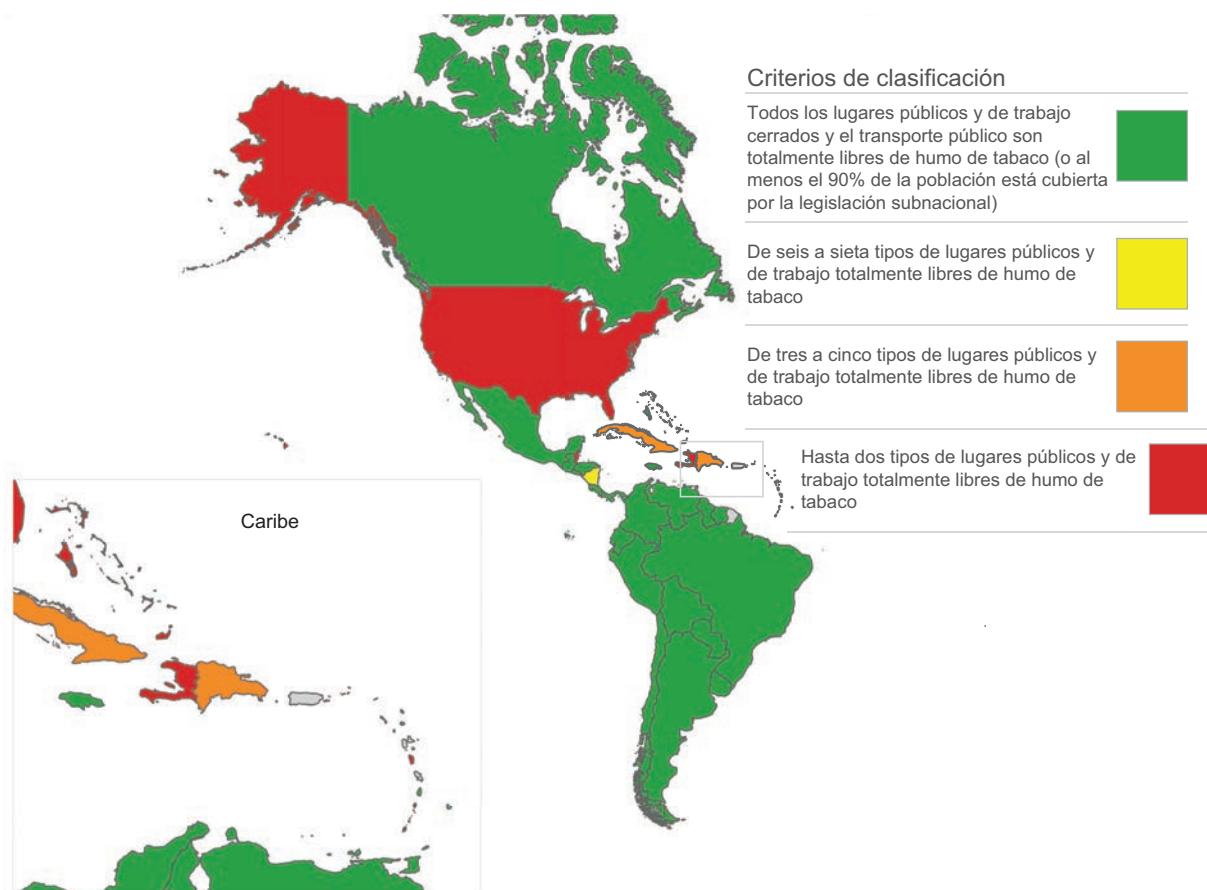 Criterios de clasificación
Todos los lugares públicos y de trabajo
cerrados y el transporte público son
totalmente libres de humo de tabaco (o al
menos el 90% de la población está cubierta
por la legislación subnacional)
De seis a siete tipos de lugares públicos y
de trabajo totalmente libres de humo de
tabaco
De tres a cinco tipos de lugares públicos y
de trabajo totalmente libres de humo de
tabaco
Hasta dos tipos de lugares públicos y de
trabajo totalmente libres de humo de
tabaco
Caribe